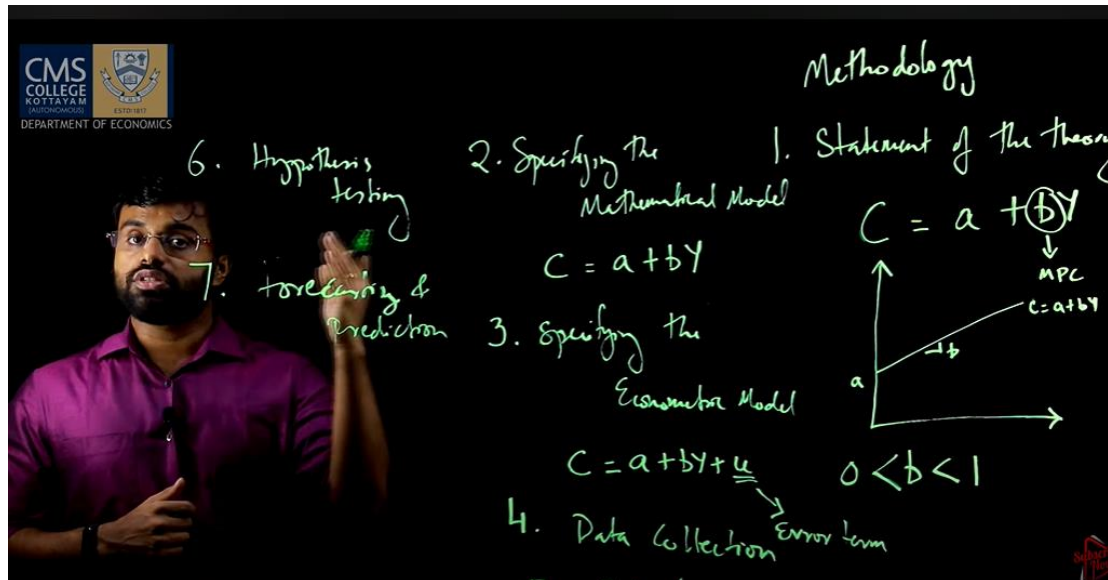 CMS
COLLEGE
KOTTAYAM
(AUTONOMOUS)
ESTD 1817
DEPARTMENT OF ECONOMICS
Methodology
1. Statement of the theory
C = a + bY
MPC
C = a + bY
b
a
0 < b < 1
2. Specifying the
Mathematical Model
C = a + bY
3. Specifying the
Econometric Model
C = a + bY + u
Error term
4. Data Collection
6. Hypothesis
testing
7. Forecasting &
Prediction